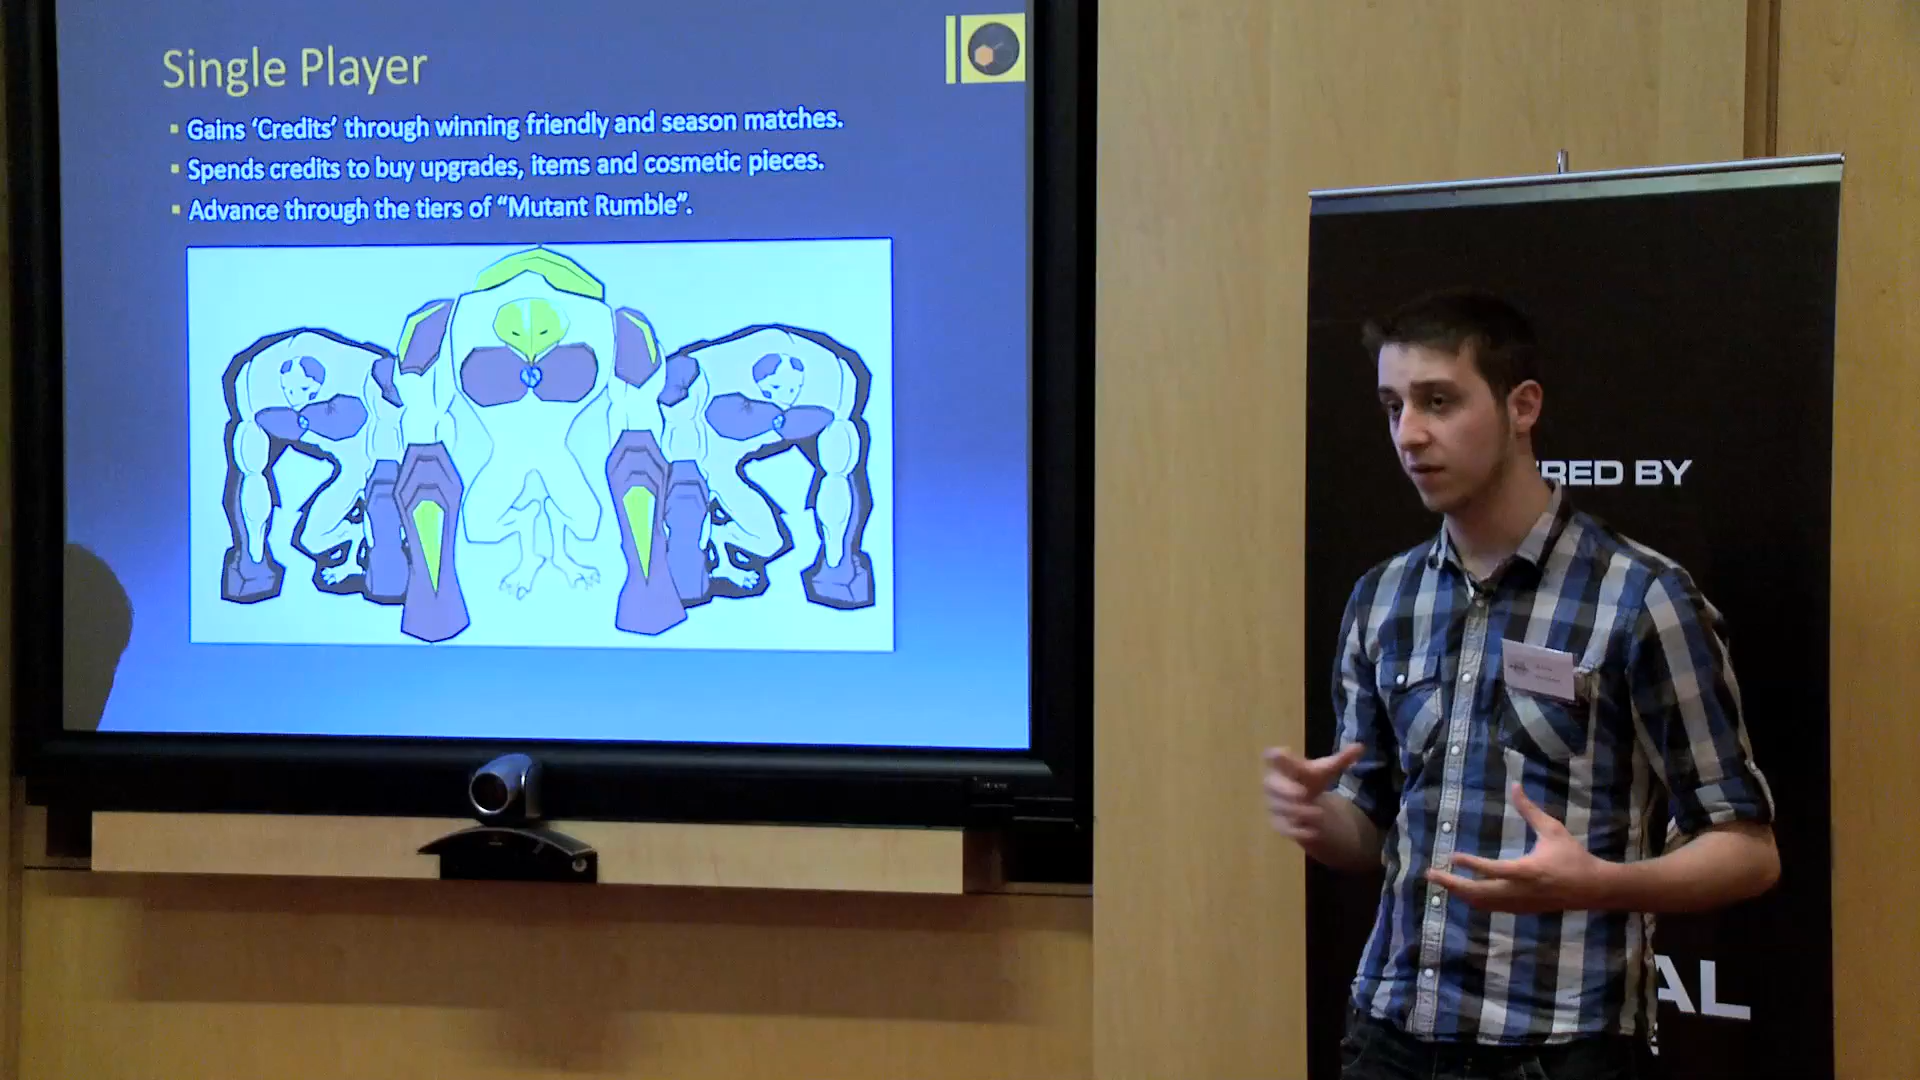 Single Player
Gains ‘Credits’ through winning friendly and season matches.
Spends credits to buy upgrades, items and cosmetic pieces.
Advance through the tiers of “Mutant Rumble”.
RED BY
AL